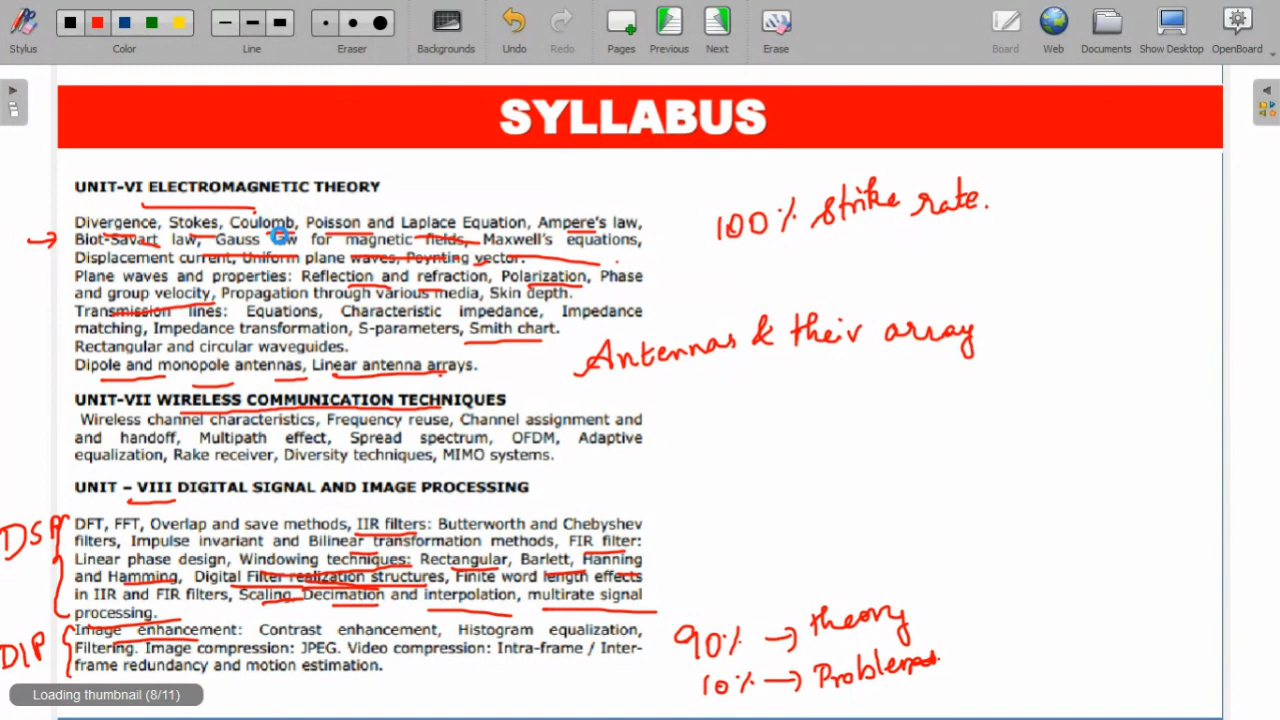 Stylus
Color
Line
Eraser
Backgrounds
Undo
Redo
Pages
Previous
Next
Erase
Board
Web
Documents
Show Desktop
OpenBoard
SYLLABUS
UNIT-VI ELECTROMAGNETIC THEORY
Divergence, Stokes, Coulomb, Poisson and Laplace Equation, Ampere's law,
Biot-Savart law, Gauss law for magnetic fields, Maxwell's equations,
Displacement current, Uniform plane waves, Poynting vector.
Plane waves and properties: Reflection and refraction, Polarization, Phase
and group velocity, Propagation through various media, Skin depth.
Transmission lines: Equations, Characteristic impedance, Impedance
matching, Impedance transformation, S-parameters, Smith chart.
Rectangular and circular waveguides.
Dipole and monopole antennas, Linear antenna arrays.
100% strike rate.
Antennas & their array
UNIT-VII WIRELESS COMMUNICATION TECHNIQUES
Wireless channel characteristics, Frequency reuse, Channel assignment and
and handoff, Multipath effect, Spread spectrum, OFDM, Adaptive
equalization, Rake receiver, Diversity techniques, MIMO systems.
UNIT – VIII DIGITAL SIGNAL AND IMAGE PROCESSING
DSP
DFT, FFT, Overlap and save methods, IIR filters: Butterworth and Chebyshev
filters, Impulse invariant and Bilinear transformation methods, FIR filter:
Linear phase design, Windowing techniques: Rectangular, Barlett, Hanning
and Hamming, Digital Filter realization structures, Finite word length effects
in IIR and FIR filters, Scaling, Decimation and interpolation, multirate signal
processing.
DIP
Image enhancement: Contrast enhancement, Histogram equalization,
Filtering. Image compression: JPEG. Video compression: Intra-frame / Inter-
frame redundancy and motion estimation.
90% → theory
10% → Problems
Loading thumbnail (8/11)